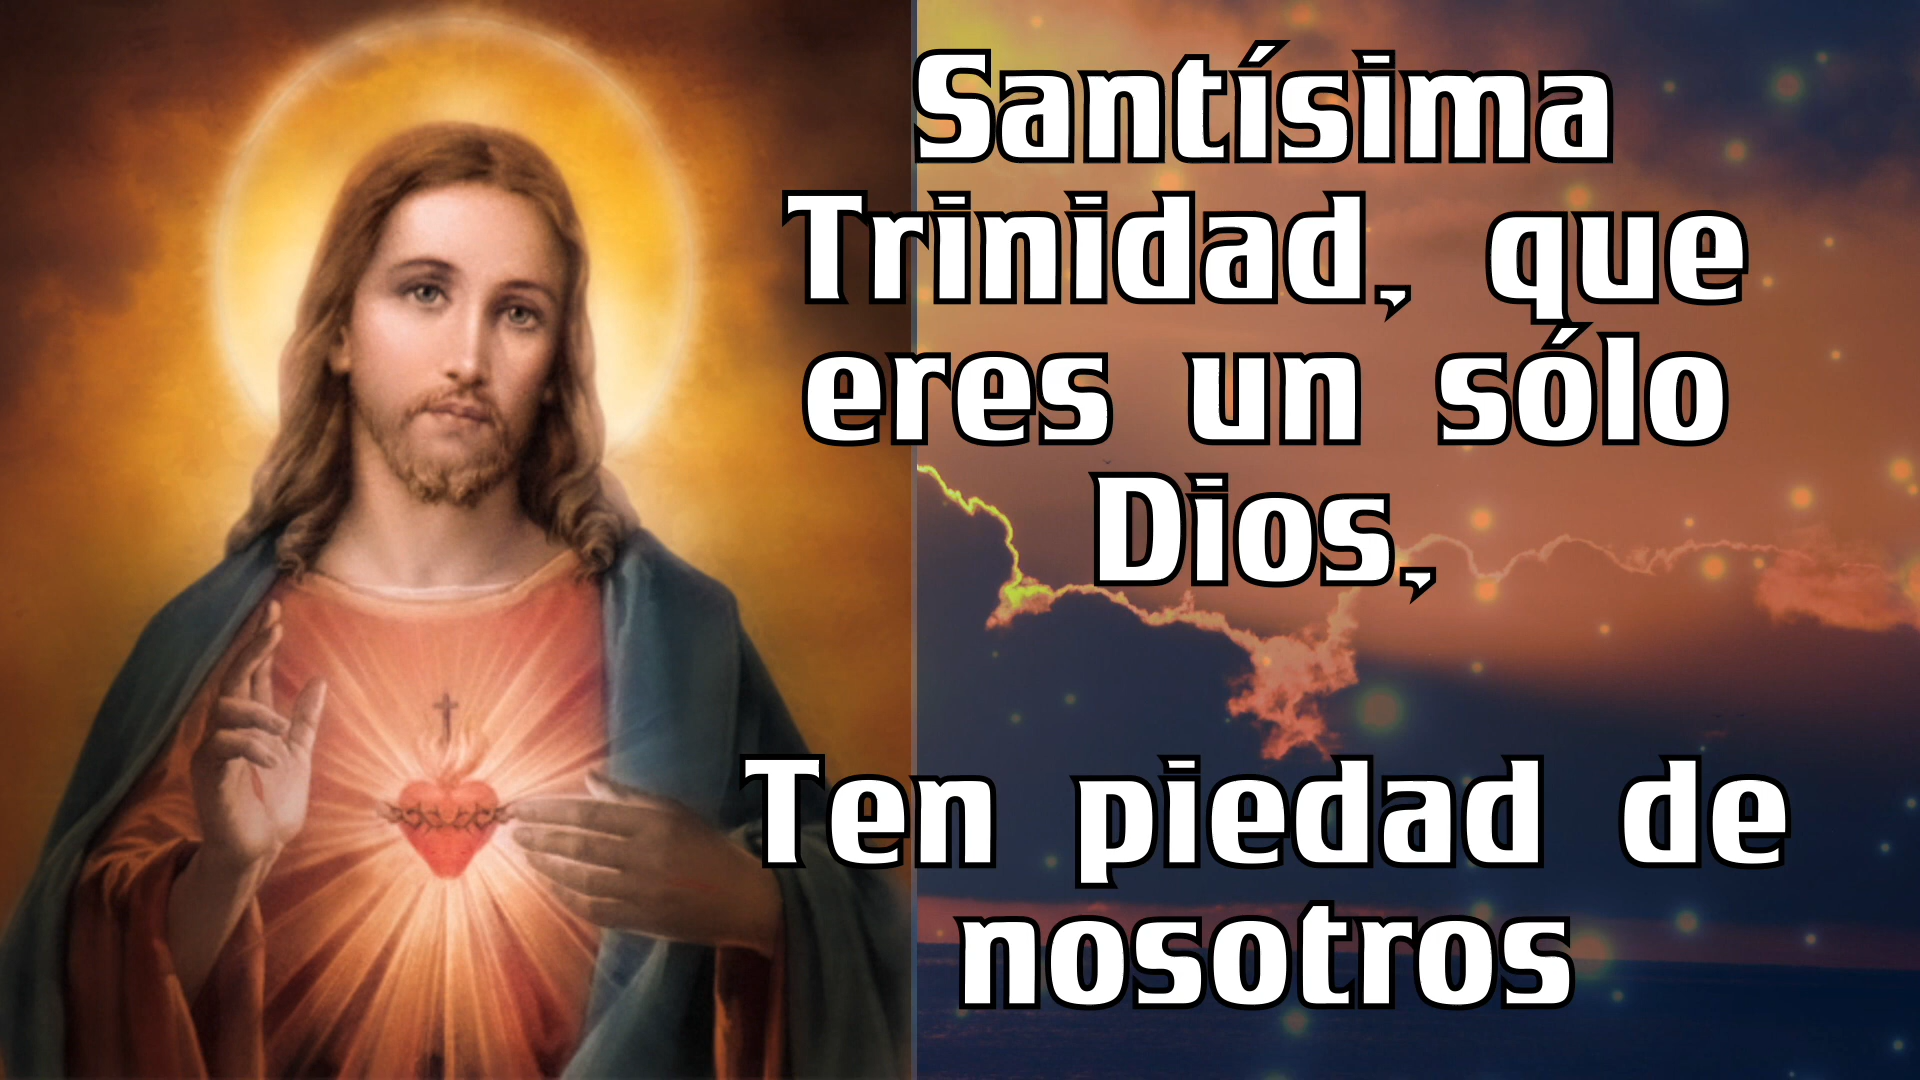 Santísima
Trinidad, que
eres un sólo
Dios,
Ten piedad de
nosotros